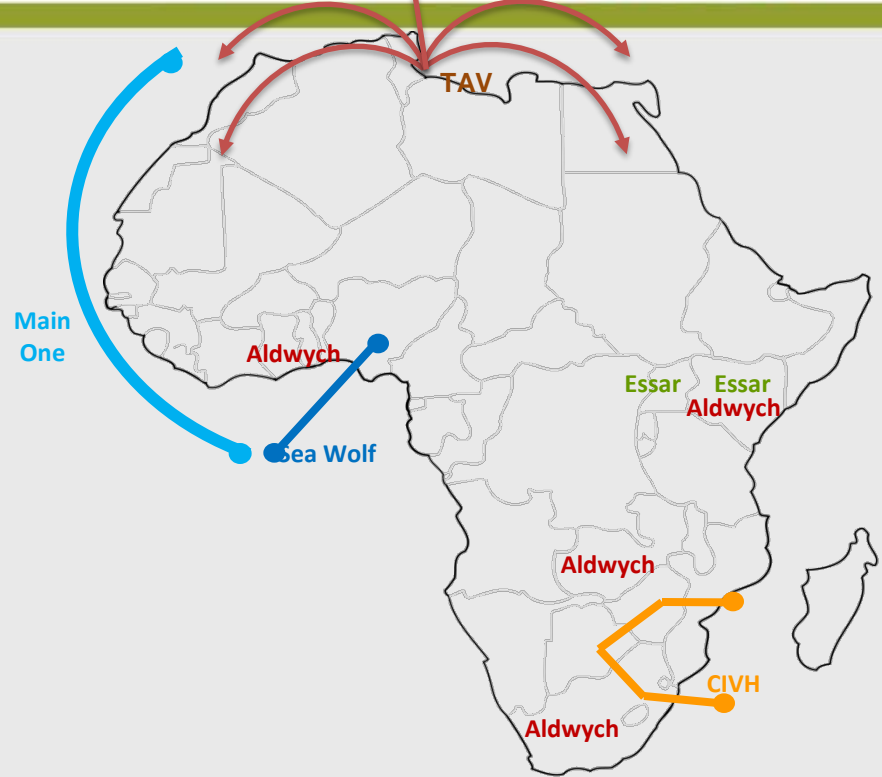 TAV
Main
One
Aldwych
Essar
Essar
Aldwych
Sea Wolf
Aldwych
CIVH
Aldwych